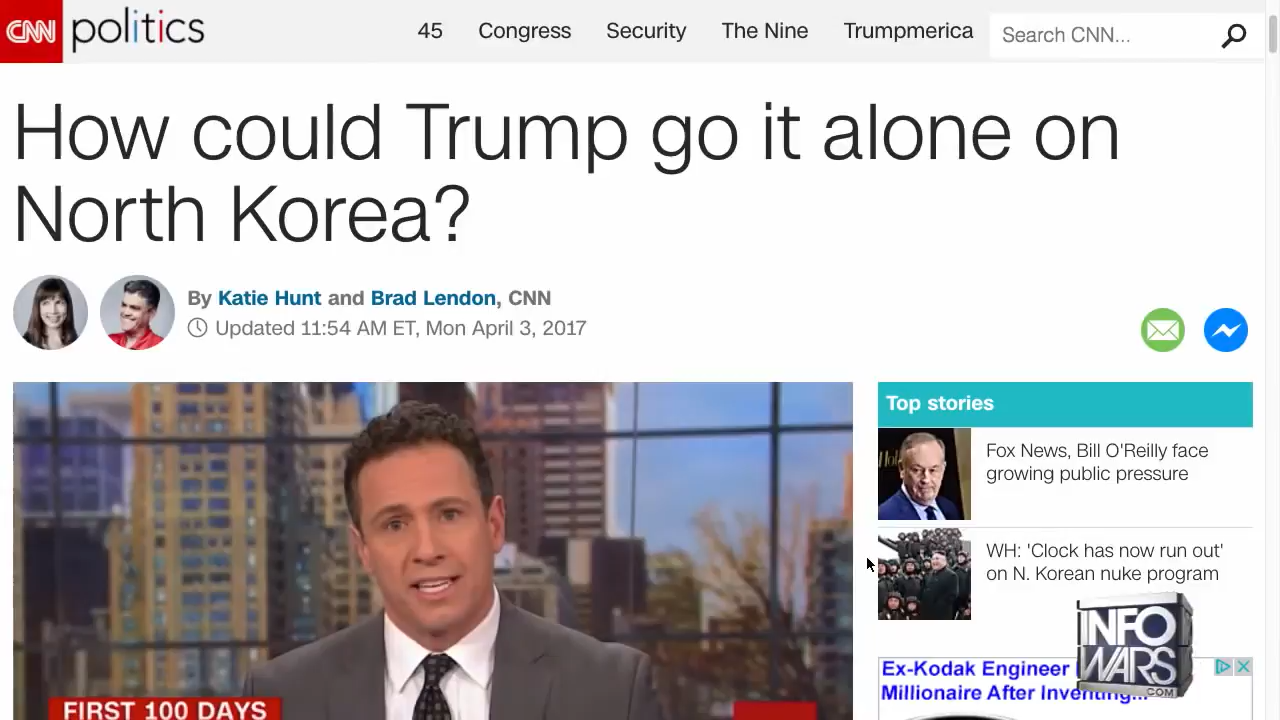 CNN politics
45 Congress Security The Nine Trumpmerica Search CNN...
How could Trump go it alone on
North Korea?
By Katie Hunt and Brad Lendon, CNN
Updated 11:54 AM ET, Mon April 3, 2017
FIRST 100 DAYS
Top stories
Fox News, Bill O'Reilly face
growing public pressure
WH: 'Clock has now run out'
on N. Korean nuke program
Ex-Kodak Engineer
Millionaire After Inventing...
INFO
WARS
.COM